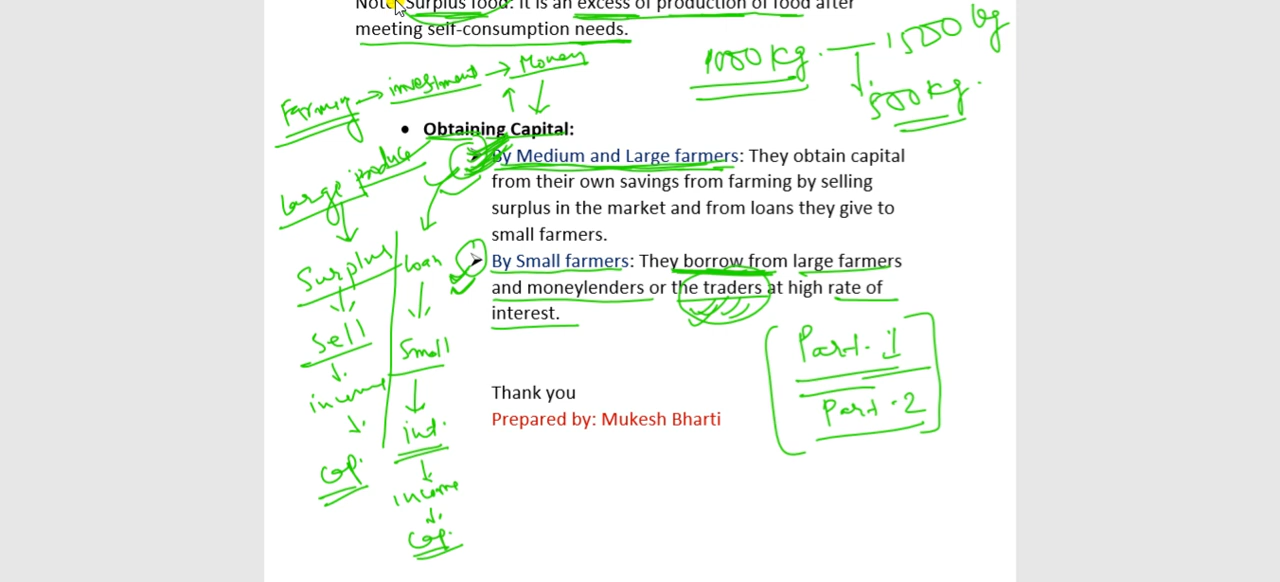 Note: Surplus food: It is an excess of production of food after
meeting self-consumption needs.
1000 kg. 1500 kg
500 kg.
Farming → investment → Money
• Obtaining Capital:
➤ By Medium and Large farmers: They obtain capital
from their own savings from farming by selling
surplus in the market and from loans they give to
small farmers.
➤ By Small farmers: They borrow from large farmers
and moneylenders or the traders at high rate of
interest.
Large produce
Surplus
Sell
income
cap.
Loan
Small
int.
income
Cap.
Part-1
Part-2
Thank you
Prepared by: Mukesh Bharti